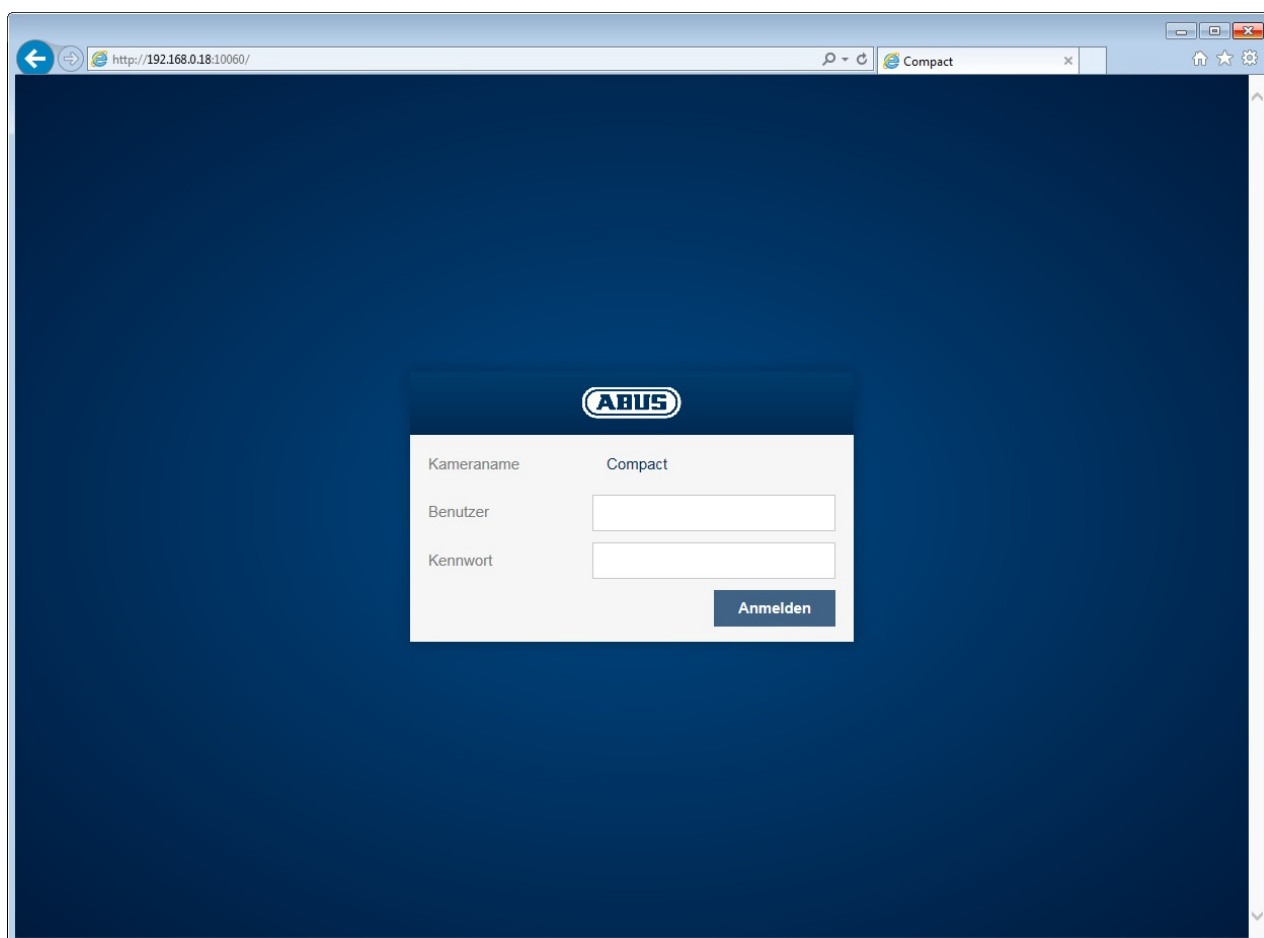 http://192.168.0.18:10060/
Compact
ABUS
Kameraname Compact
Benutzer
Kennwort
Anmelden